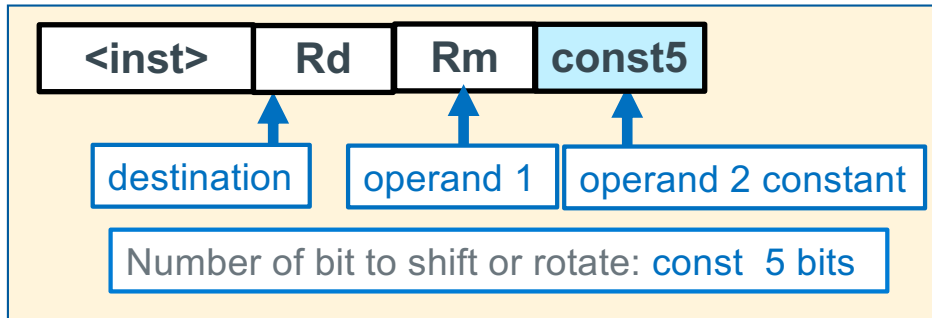 <inst> Rd Rm const5
destination operand 1 operand 2 constant
Number of bit to shift or rotate: const 5 bits